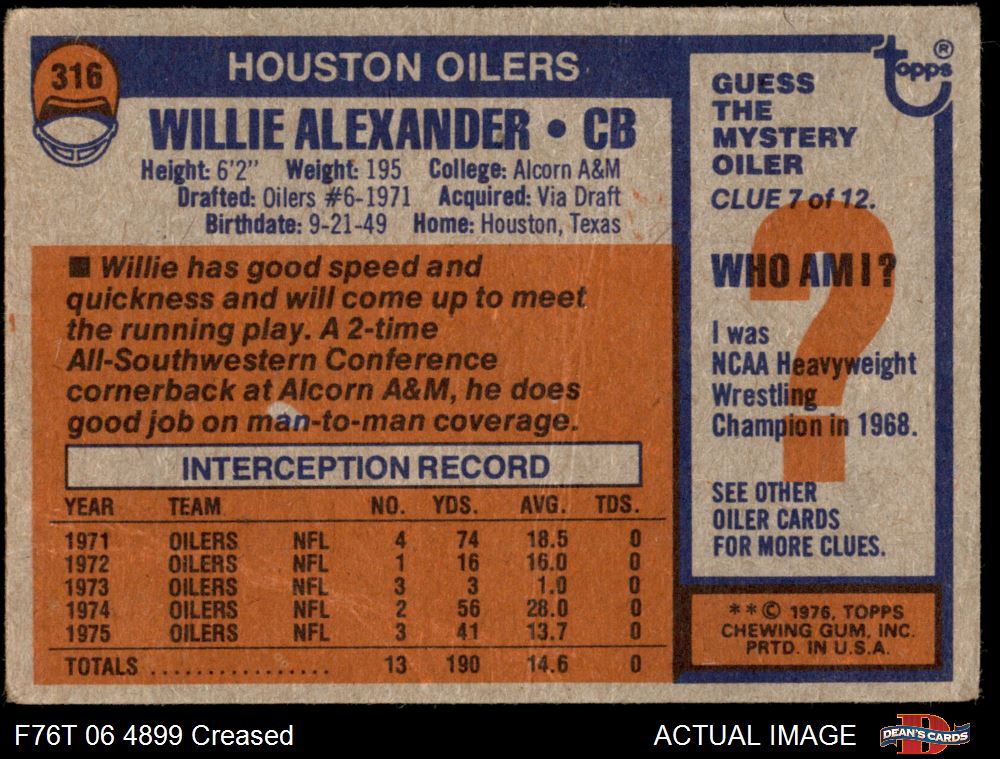 316
HOUSTON OILERS
WILLIE ALEXANDER • CB
Height: 6'2" Weight: 195 College: Alcorn A&M
Drafted: Oilers #6-1971 Acquired: Via Draft
Birthdate: 9-21-49 Home: Houston, Texas
■ Willie has good speed and
quickness and will come up to meet
the running play. A 2-time
All-Southwestern Conference
cornerback at Alcorn A&M, he does
good job on man-to-man coverage.
INTERCEPTION RECORD
YEAR TEAM NO. YDS. AVG. TDS.
1971 OILERS NFL 4 74 18.5 0
1972 OILERS NFL 1 16 16.0 0
1973 OILERS NFL 3 3 1.0 0
1974 OILERS NFL 2 56 28.0 0
1975 OILERS NFL 3 41 13.7 0
TOTALS ................ 13 190 14.6 0
topps ®
GUESS
THE
MYSTERY
OILER
CLUE 7 of 12.
?
WHO AM I?
I was
NCAA Heavyweight
Wrestling
Champion in 1968.
SEE OTHER
OILER CARDS
FOR MORE CLUES.
**© 1976, TOPPS
CHEWING GUM, INC.
PRTD. IN U.S.A.
F76T 06 4899 Creased
ACTUAL IMAGE
D
DEAN'S CARDS